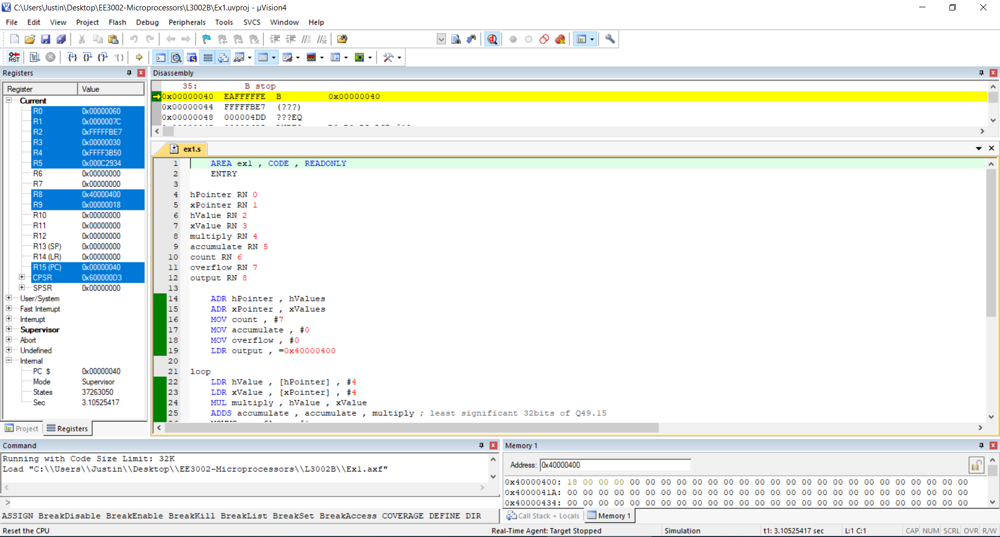 C:\Users\Justin\Desktop\EE3002-Microprocessors\L3002B\Ex1.uvproj - µVision4
File Edit View Project Flash Debug Peripherals Tools SVCS Window Help
RST
Registers
Register Value
Current
R0 0x00000060
R1 0x0000007C
R2 0xFFFFFBE7
R3 0x00000030
R4 0xFFFF3B50
R5 0x000C2934
R6 0x00000000
R7 0x00000000
R8 0x40000400
R9 0x00000018
R10 0x00000000
R11 0x00000000
R12 0x00000000
R13 (SP) 0x00000000
R14 (LR) 0x00000000
R15 (PC) 0x00000040
CPSR 0x600000D3
SPSR 0x00000000
User/System
Fast Interrupt
Interrupt
Supervisor
Abort
Undefined
Internal
PC $ 0x00000040
Mode Supervisor
States 37263050
Sec 3.10525417
Project Registers
Disassembly
35: B stop
0x00000040 EAFFFFFE B 0x00000040
0x00000044 FFFFFBE7 (???)
0x00000048 000004DD ???EQ
ex1.s
1 AREA ex1 , CODE , READONLY
2 ENTRY
3
4 hPointer RN 0
5 xPointer RN 1
6 hValue RN 2
7 xValue RN 3
8 multiply RN 4
9 accumulate RN 5
10 count RN 6
11 overflow RN 7
12 output RN 8
13
14 ADR hPointer , hValues
15 ADR xPointer , xValues
16 MOV count , #7
17 MOV accumulate , #0
18 MOV overflow , #0
19 LDR output , =0x40000400
20
21 loop
22 LDR hValue , [hPointer] , #4
23 LDR xValue , [xPointer] , #4
24 MUL multiply , hValue , xValue
25 ADDS accumulate , accumulate , multiply ; least significant 32bits of Q49.15
Command
Running with Code Size Limit: 32K
Load "C:\\Users\\Justin\\Desktop\\EE3002-Microprocessors\\L3002B\\Ex1.axf"
>
ASSIGN BreakDisable BreakEnable BreakKill BreakList BreakSet BreakAccess COVERAGE DEFINE DIR
Memory 1
Address: 0x40000400
0x40000400: 18 00 00 00 00 00 00 00 00 00 00 00 00 00 00 00 00 00 00 00 00 00 00 00 00 00
0x4000041A: 00 00 00 00 00 00 00 00 00 00 00 00 00 00 00 00 00 00 00 00 00 00 00 00 00 00
0x40000434: 00 00 00 00 00 00 00 00 00 00 00 00 00 00 00 00 00 00 00 00 00 00 00 00 00 00
Call Stack + Locals Memory 1
Reset the CPU Real-Time Agent: Target Stopped Simulation t1: 3.10525417 sec L:1 C:1 CAP NUM SCRL OVR R/W